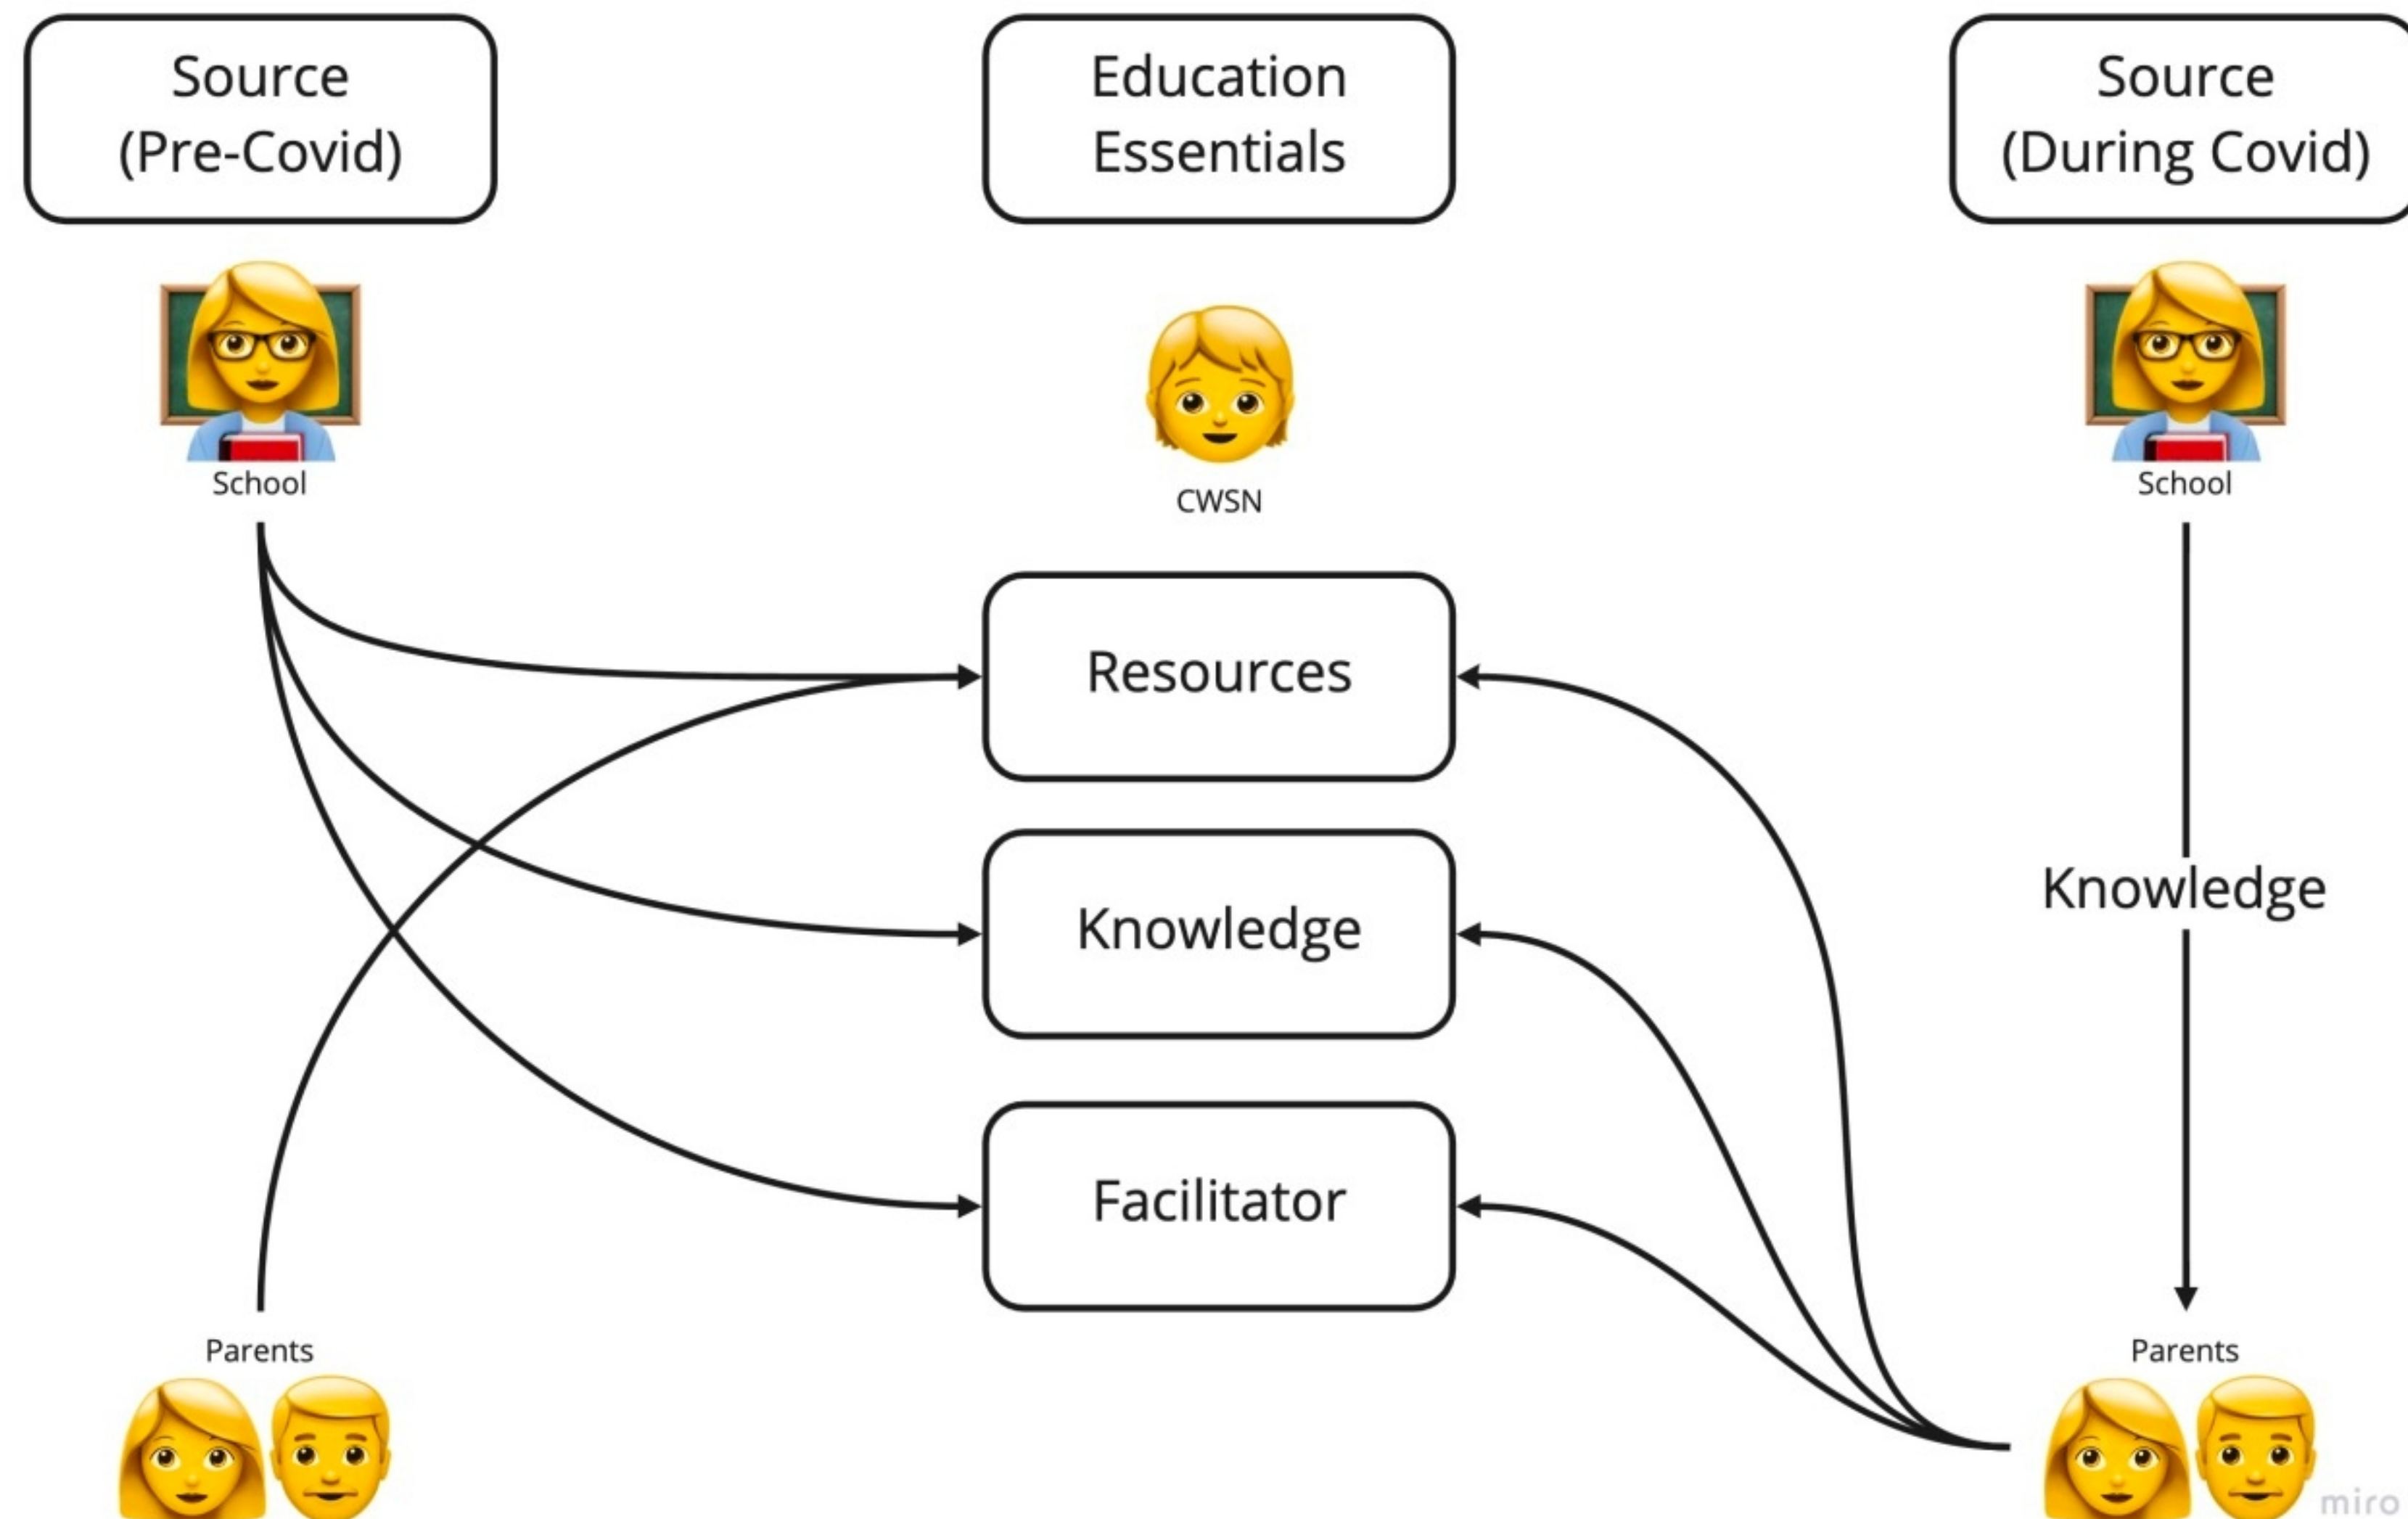 Source
(Pre-Covid)
Education
Essentials
Source
(During Covid)
School
CWSN
School
Resources
Knowledge
Knowledge
Facilitator
Parents
Parents
miro